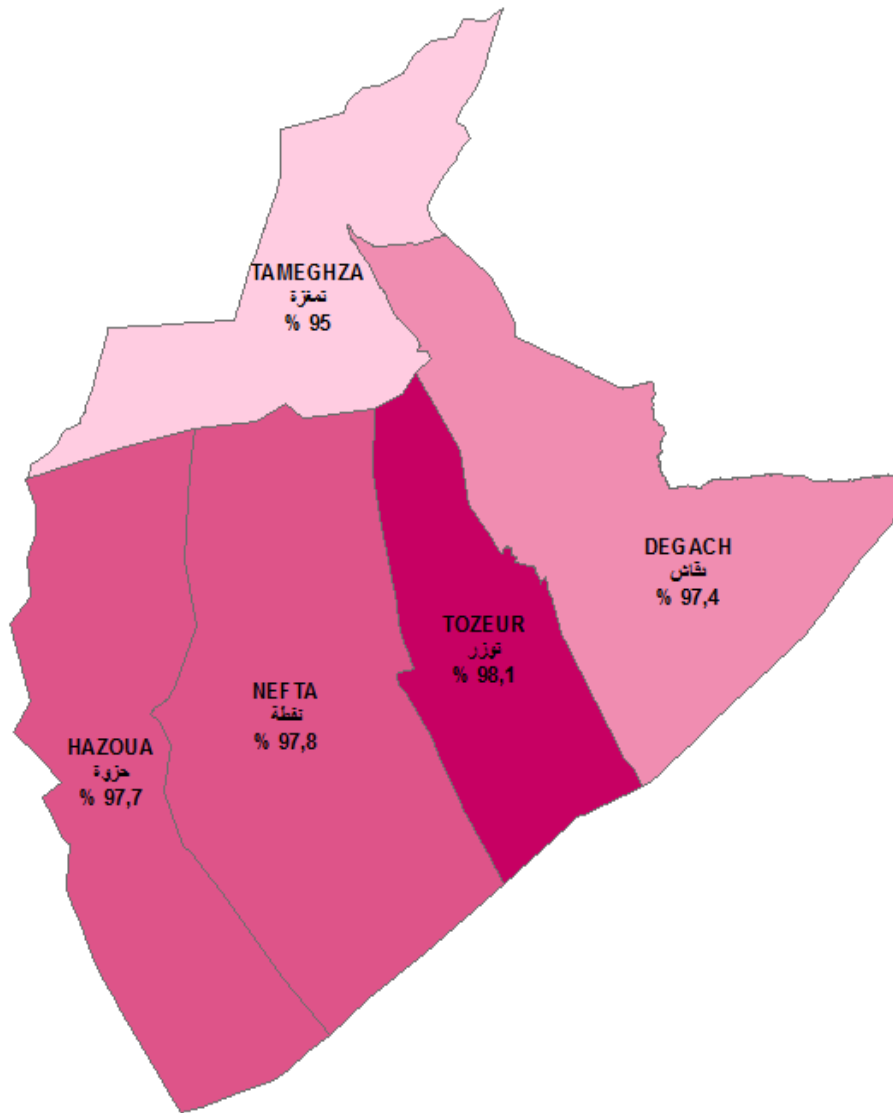 TAMEGHZA
تمغزة
% 95
DEGACH
دقاش
% 97,4
TOZEUR
توزر
% 98,1
NEFTA
نفطة
% 97,8
HAZOUA
حزوة
% 97,7